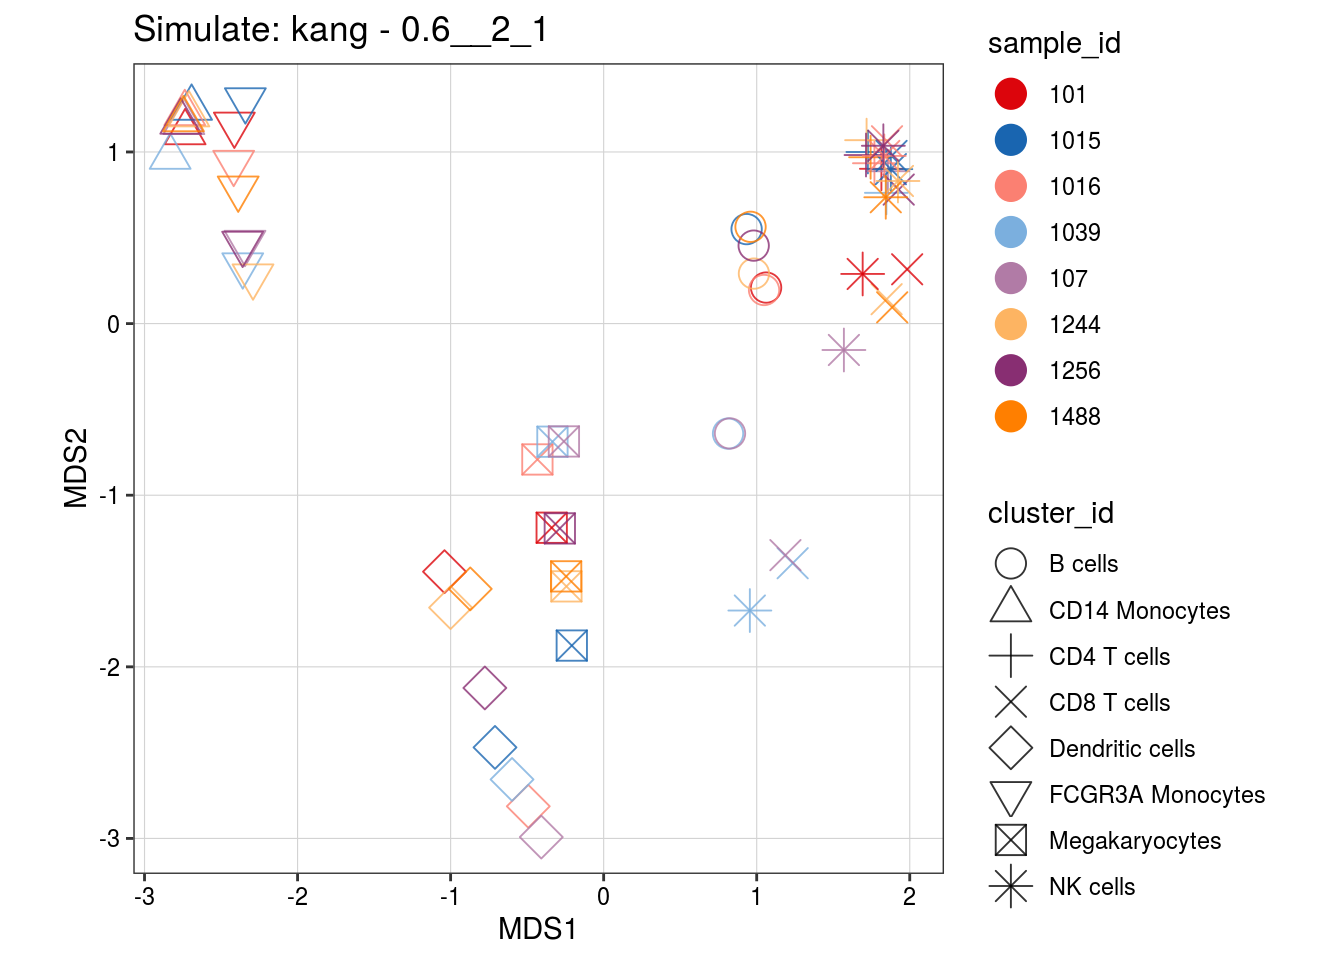 Simulate: kang - 0.6__2_1
1
0
-1
-2
-3
-3
-2
-1
0
1
2
MDS1
MDS2
sample_id
101
1015
1016
1039
107
1244
1256
1488
cluster_id
B cells
CD14 Monocytes
CD4 T cells
CD8 T cells
Dendritic cells
FCGR3A Monocytes
Megakaryocytes
NK cells